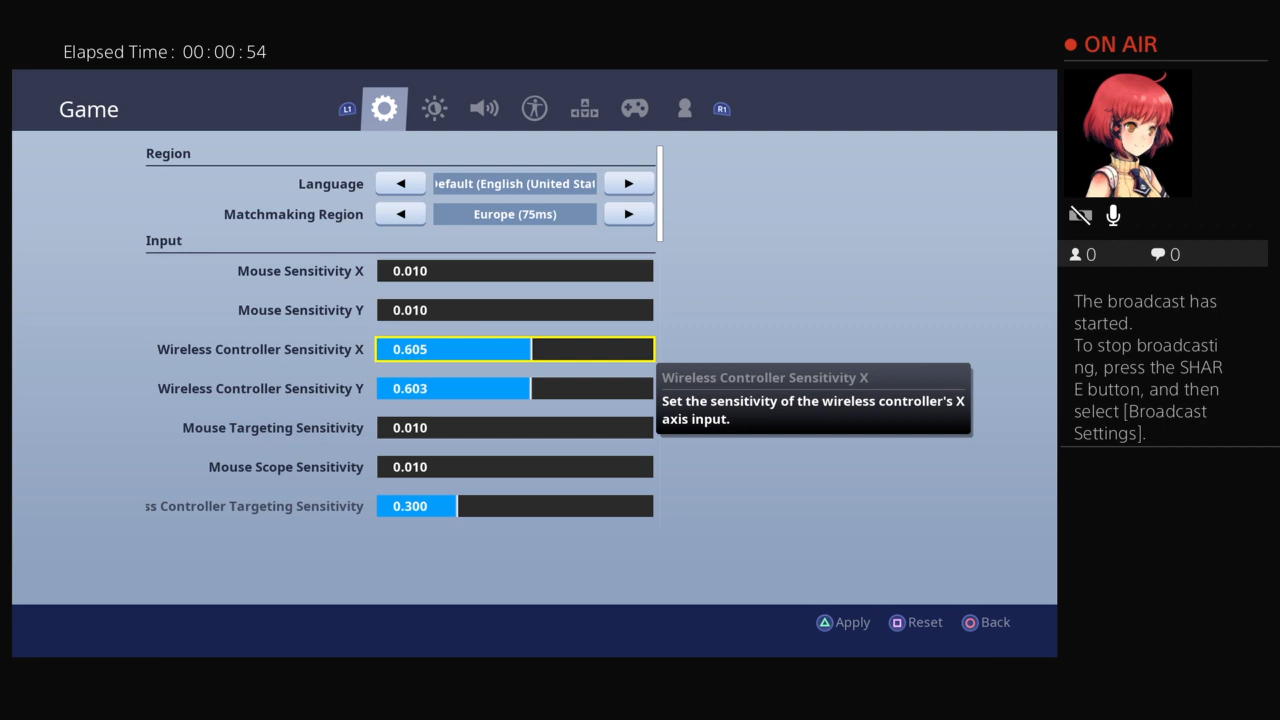 Elapsed Time: 00:00:54
ON AIR
Game
L1
R1
Region
Language
efault (English (United Stat
Matchmaking Region
Europe (75ms)
Input
Mouse Sensitivity X
0.010
Mouse Sensitivity Y
0.010
Wireless Controller Sensitivity X
0.605
Wireless Controller Sensitivity Y
0.603
Mouse Targeting Sensitivity
0.010
Mouse Scope Sensitivity
0.010
ss Controller Targeting Sensitivity
0.300
Wireless Controller Sensitivity X
Set the sensitivity of the wireless controller's X
axis input.
0
0
The broadcast has
started.
To stop broadcasti
ng, press the SHAR
E button, and then
select [Broadcast
Settings].
Apply
Reset
Back